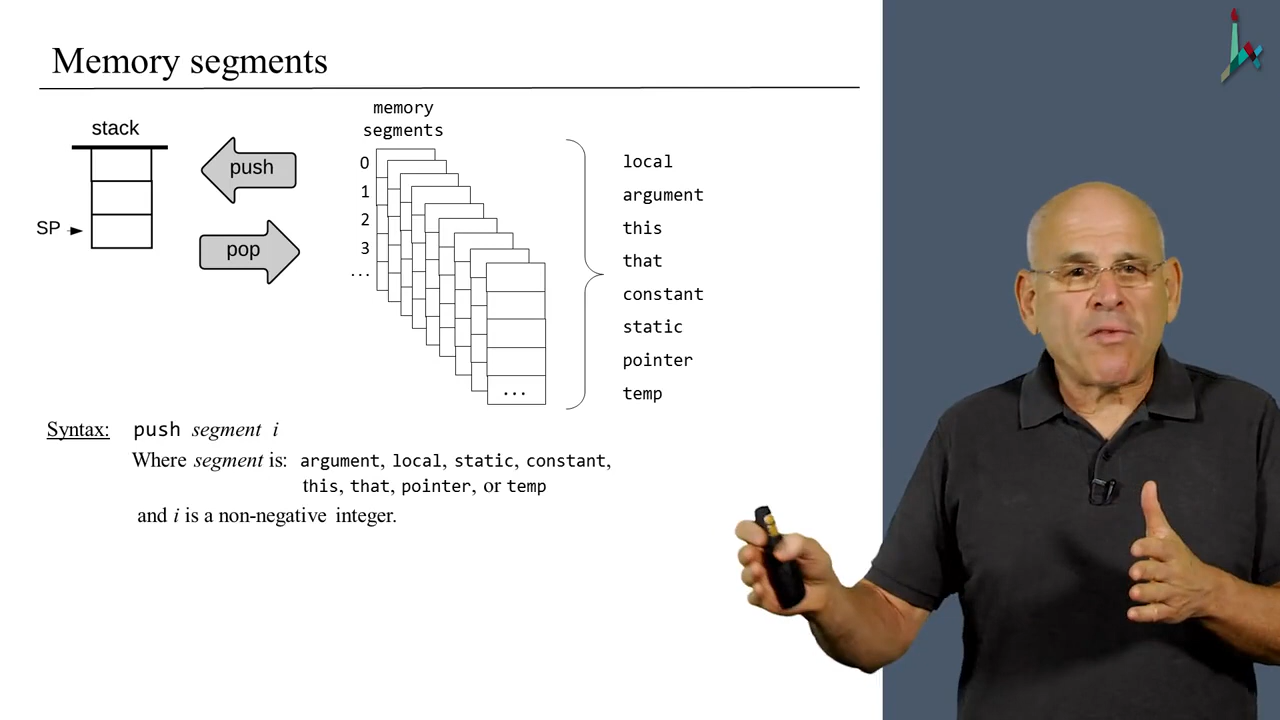 Memory segments
stack
SP
push
pop
memory
segments
0
1
2
3
...
...
local
argument
this
that
constant
static
pointer
temp
Syntax: push segment i
Where segment is: argument, local, static, constant,
this, that, pointer, or temp
and i is a non-negative integer.